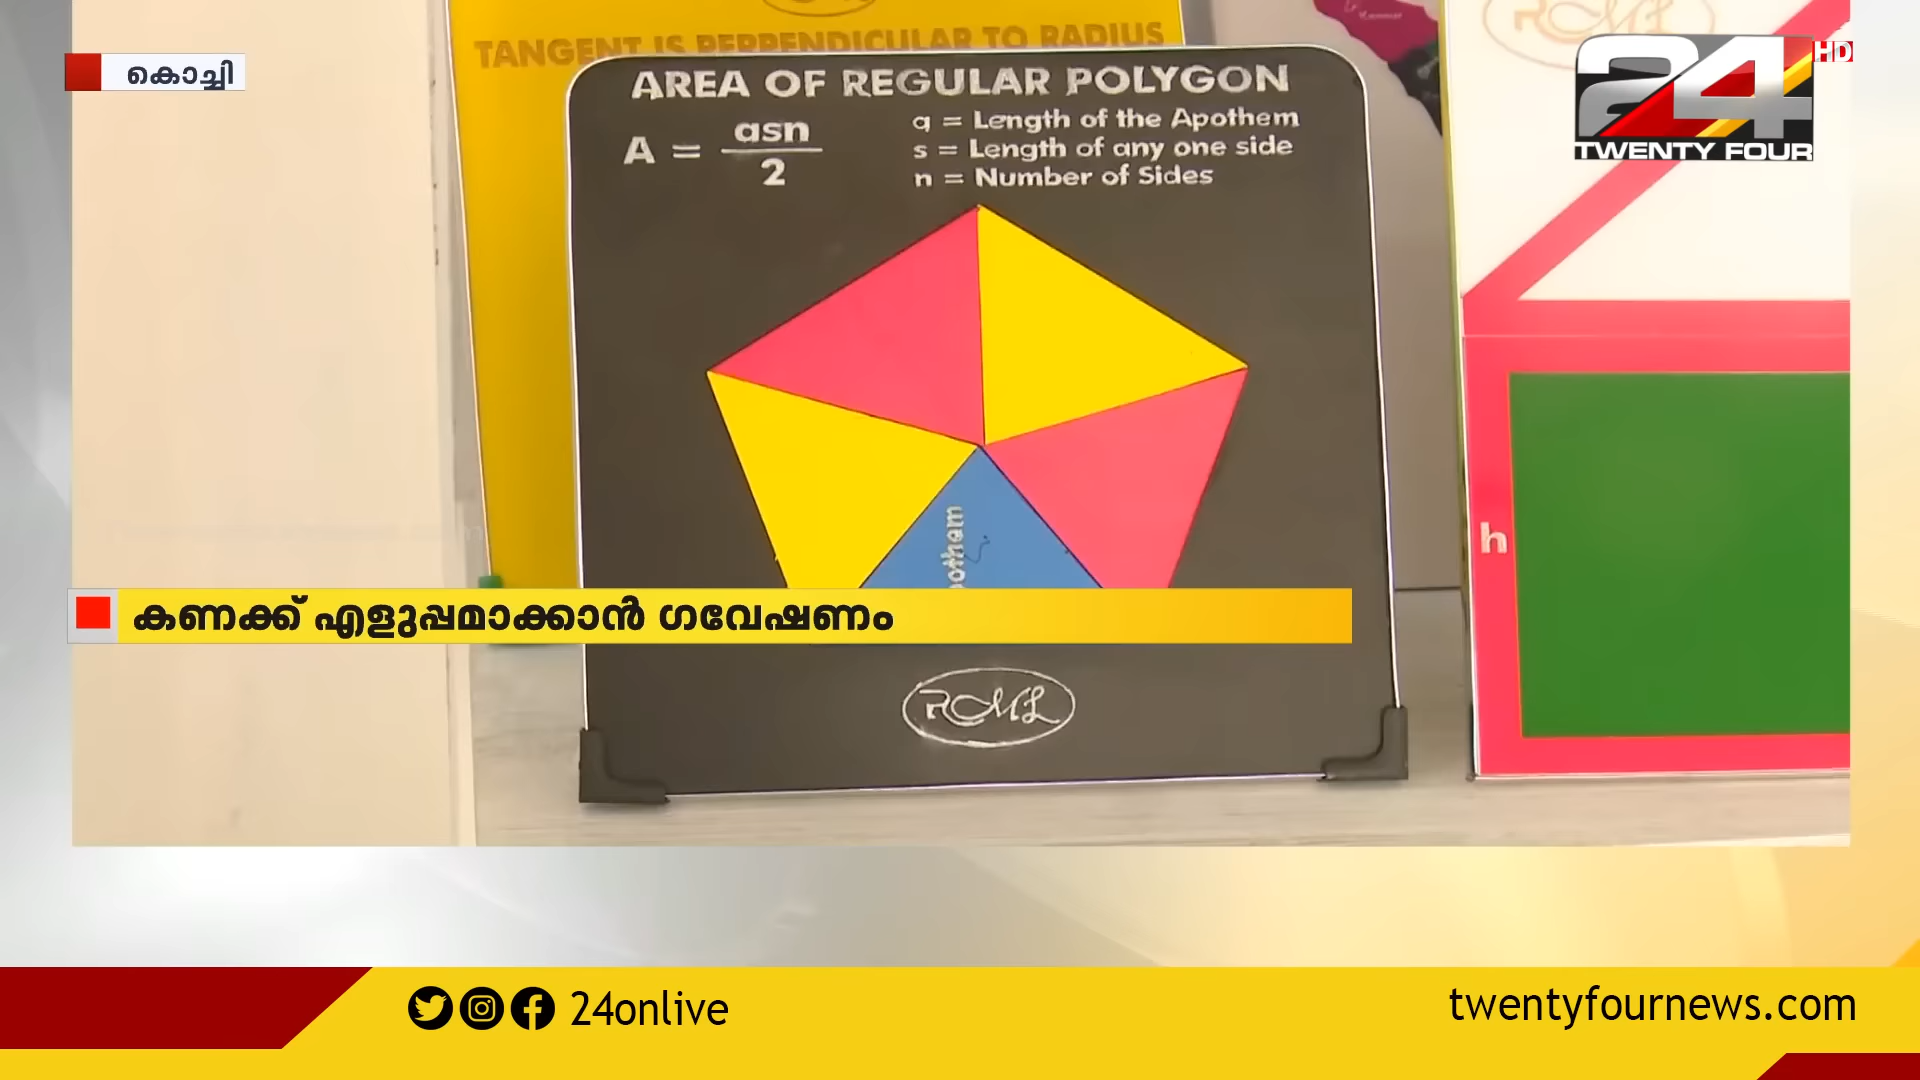 കൊച്ചി
24 HD
TWENTY FOUR
TANGENT IS PERPENDICULAR TO RADIUS
AREA OF REGULAR POLYGON
A = asn
2
a = Length of the Apothem
s = Length of any one side
n = Number of Sides
h
കണക്ക് എളുപ്പമാക്കാൻ ഗവേഷണം
RCML
24onlive
twentyfournews.com